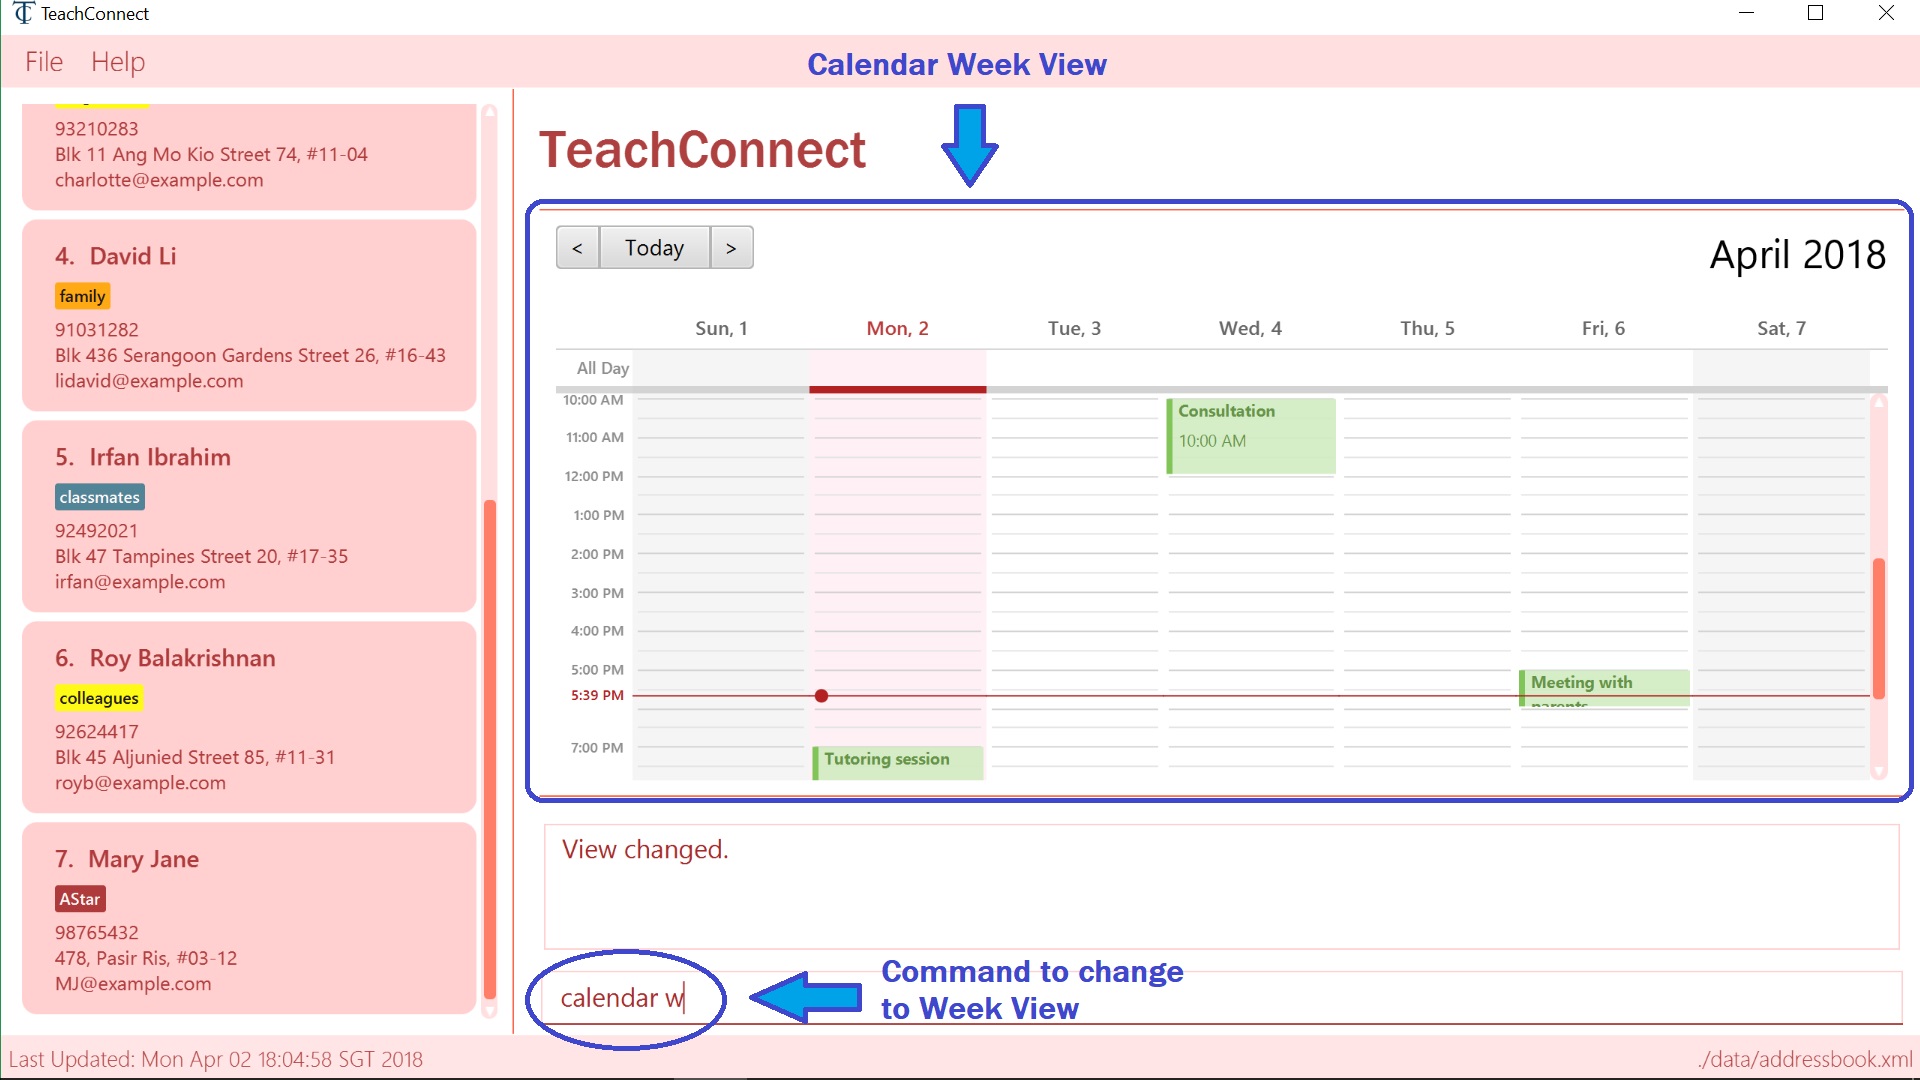 TeachConnect
File Help
Calendar Week View
93210283
Blk 11 Ang Mo Kio Street 74, #11-04
charlotte@example.com
4. David Li
family
91031282
Blk 436 Serangoon Gardens Street 26, #16-43
lidavid@example.com
5. Irfan Ibrahim
classmates
92492021
Blk 47 Tampines Street 20, #17-35
irfan@example.com
6. Roy Balakrishnan
colleagues
92624417
Blk 45 Aljunied Street 85, #11-31
royb@example.com
7. Mary Jane
AStar
98765432
478, Pasir Ris, #03-12
MJ@example.com
TeachConnect
< Today >
April 2018
Sun, 1 Mon, 2 Tue, 3 Wed, 4 Thu, 5 Fri, 6 Sat, 7
All Day
10:00 AM
11:00 AM
12:00 PM
1:00 PM
2:00 PM
3:00 PM
4:00 PM
5:00 PM
5:39 PM
7:00 PM
Consultation
10:00 AM
Meeting with
parents
Tutoring session
View changed.
calendar w
Command to change
to Week View
Last Updated: Mon Apr 02 18:04:58 SGT 2018
./data/addressbook.xml